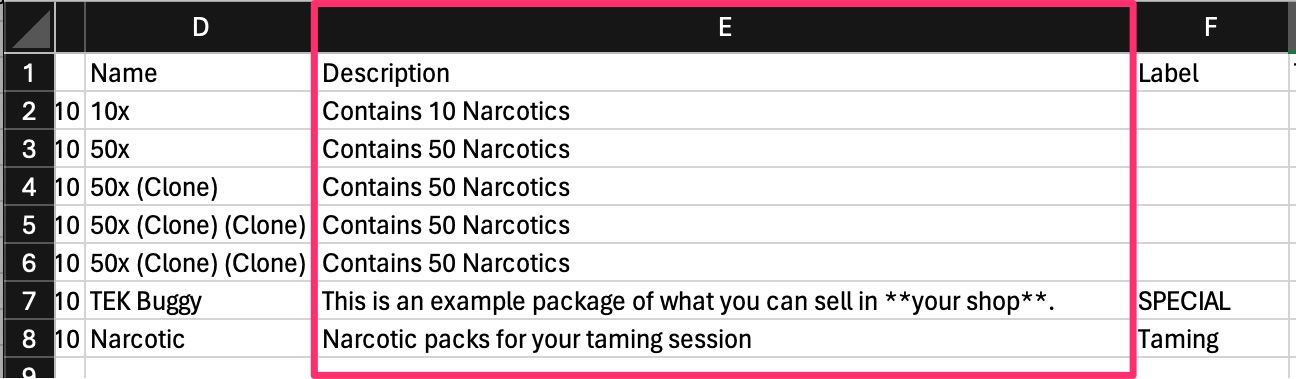 D E F
1 Name Description Label
2 10 10x Contains 10 Narcotics
3 10 50x Contains 50 Narcotics
4 10 50x (Clone) Contains 50 Narcotics
5 10 50x (Clone) (Clone) Contains 50 Narcotics
6 10 50x (Clone) (Clone) Contains 50 Narcotics
7 10 TEK Buggy This is an example package of what you can sell in **your shop**. SPECIAL
8 10 Narcotic Narcotic packs for your taming session Taming
9